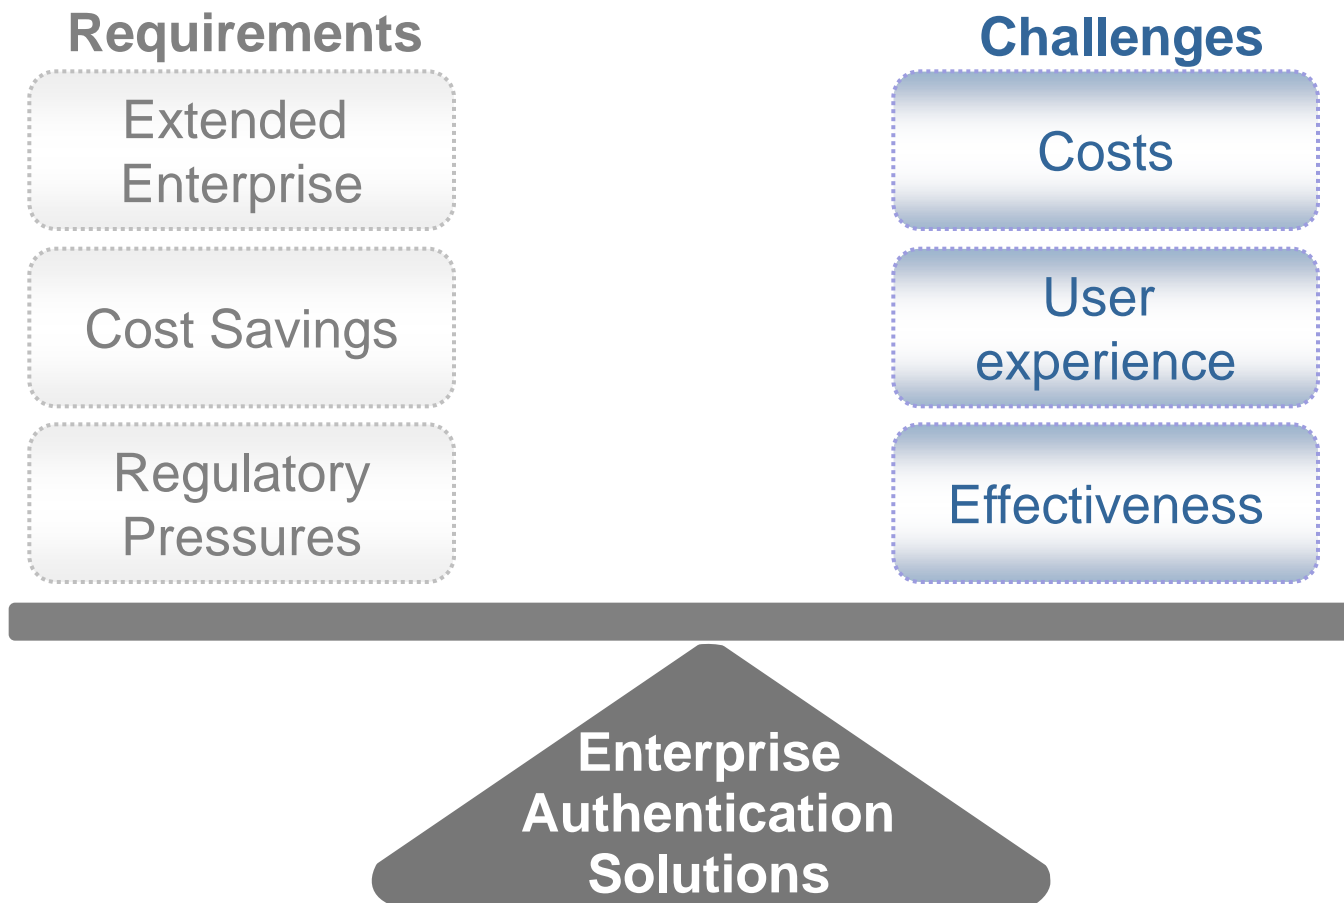 Requirements
Extended
Enterprise
Cost Savings
Regulatory
Pressures
Challenges
Costs
User
experience
Effectiveness
Enterprise
Authentication
Solutions